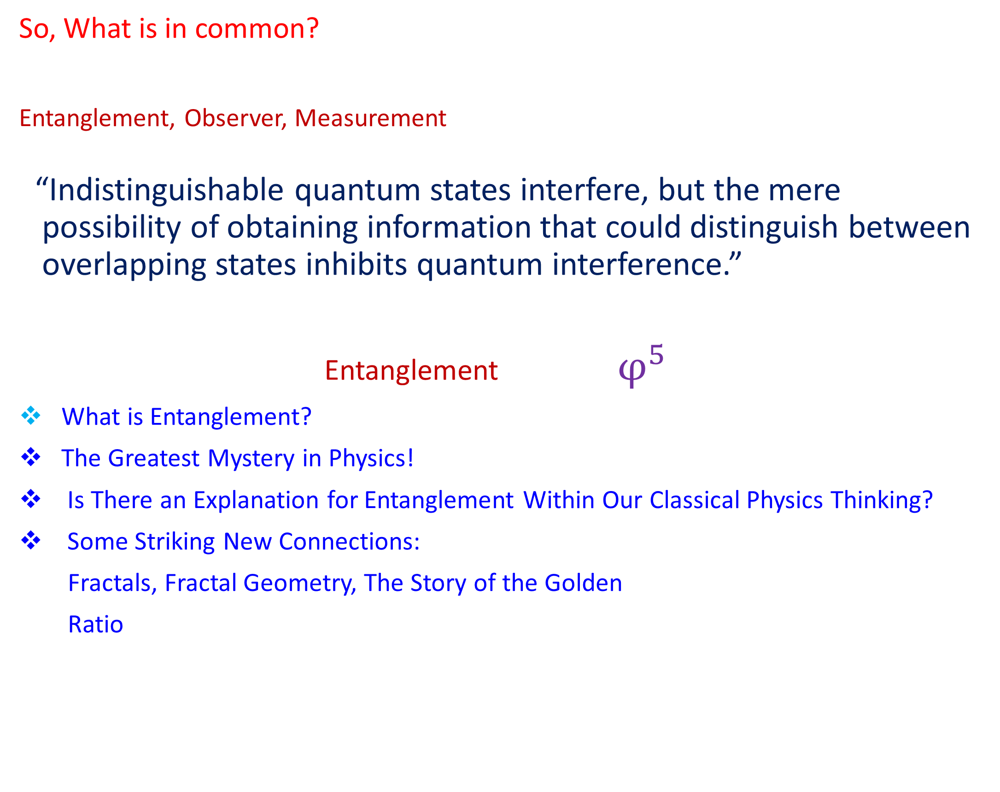 So, What is in common?
Entanglement, Observer, Measurement
“Indistinguishable quantum states interfere, but the mere
possibility of obtaining information that could distinguish between
overlapping states inhibits quantum interference.”
Entanglement φ⁵
❖ What is Entanglement?
❖ The Greatest Mystery in Physics!
❖ Is There an Explanation for Entanglement Within Our Classical Physics Thinking?
❖ Some Striking New Connections:
Fractals, Fractal Geometry, The Story of the Golden
Ratio